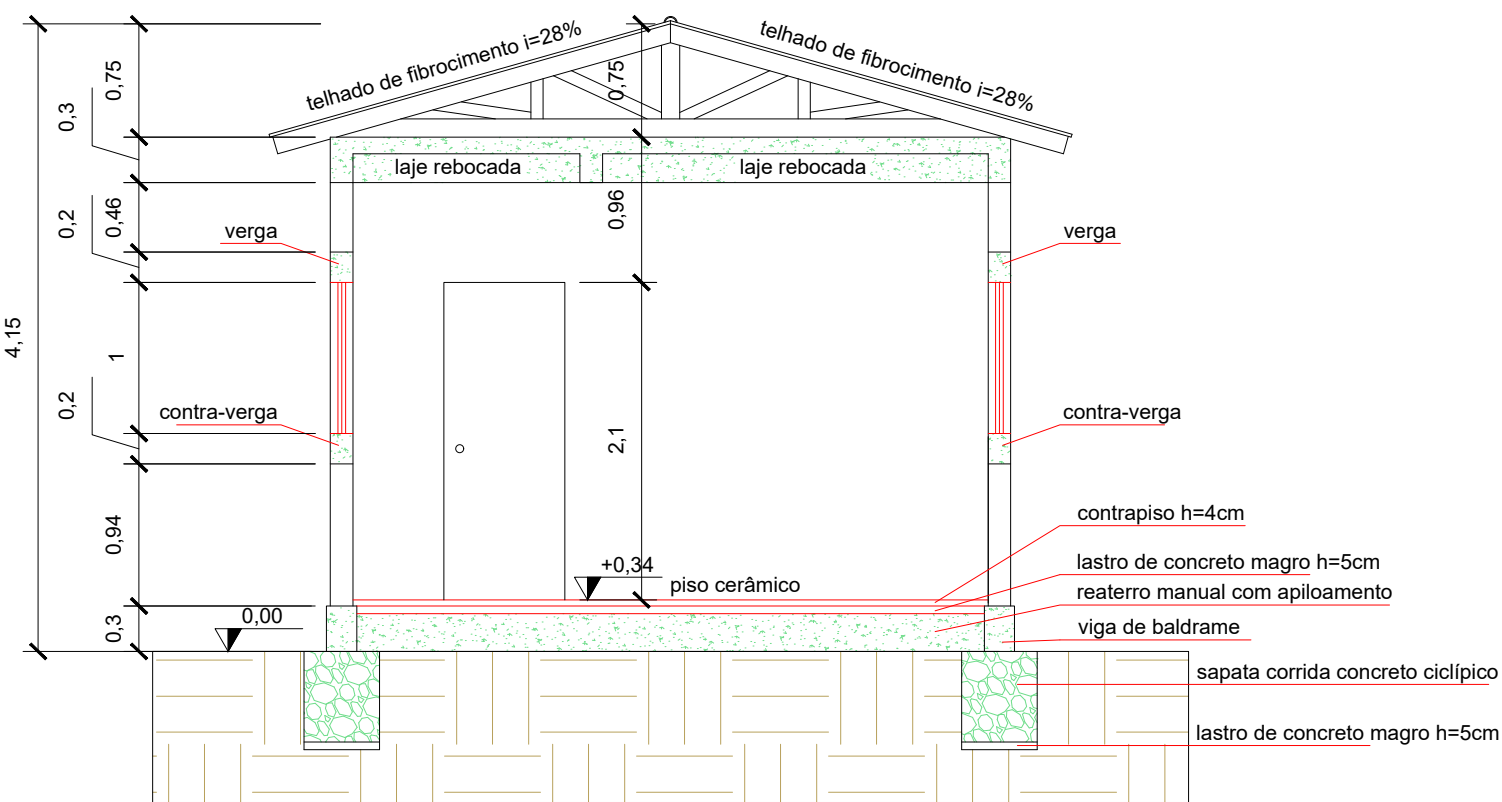 telhado de fibrocimento i=28%
telhado de fibrocimento i=28%
0,75
0,3
0,75
laje rebocada
laje rebocada
0,46
0,2
0,96
verga
verga
4,15
1
0,2
contra-verga
contra-verga
2,1
contrapiso h=4cm
0,94
+0,34
piso cerâmico
lastro de concreto magro h=5cm
reaterro manual com apiloamento
0,00
0,3
viga de baldrame
sapata corrida concreto ciclípico
lastro de concreto magro h=5cm